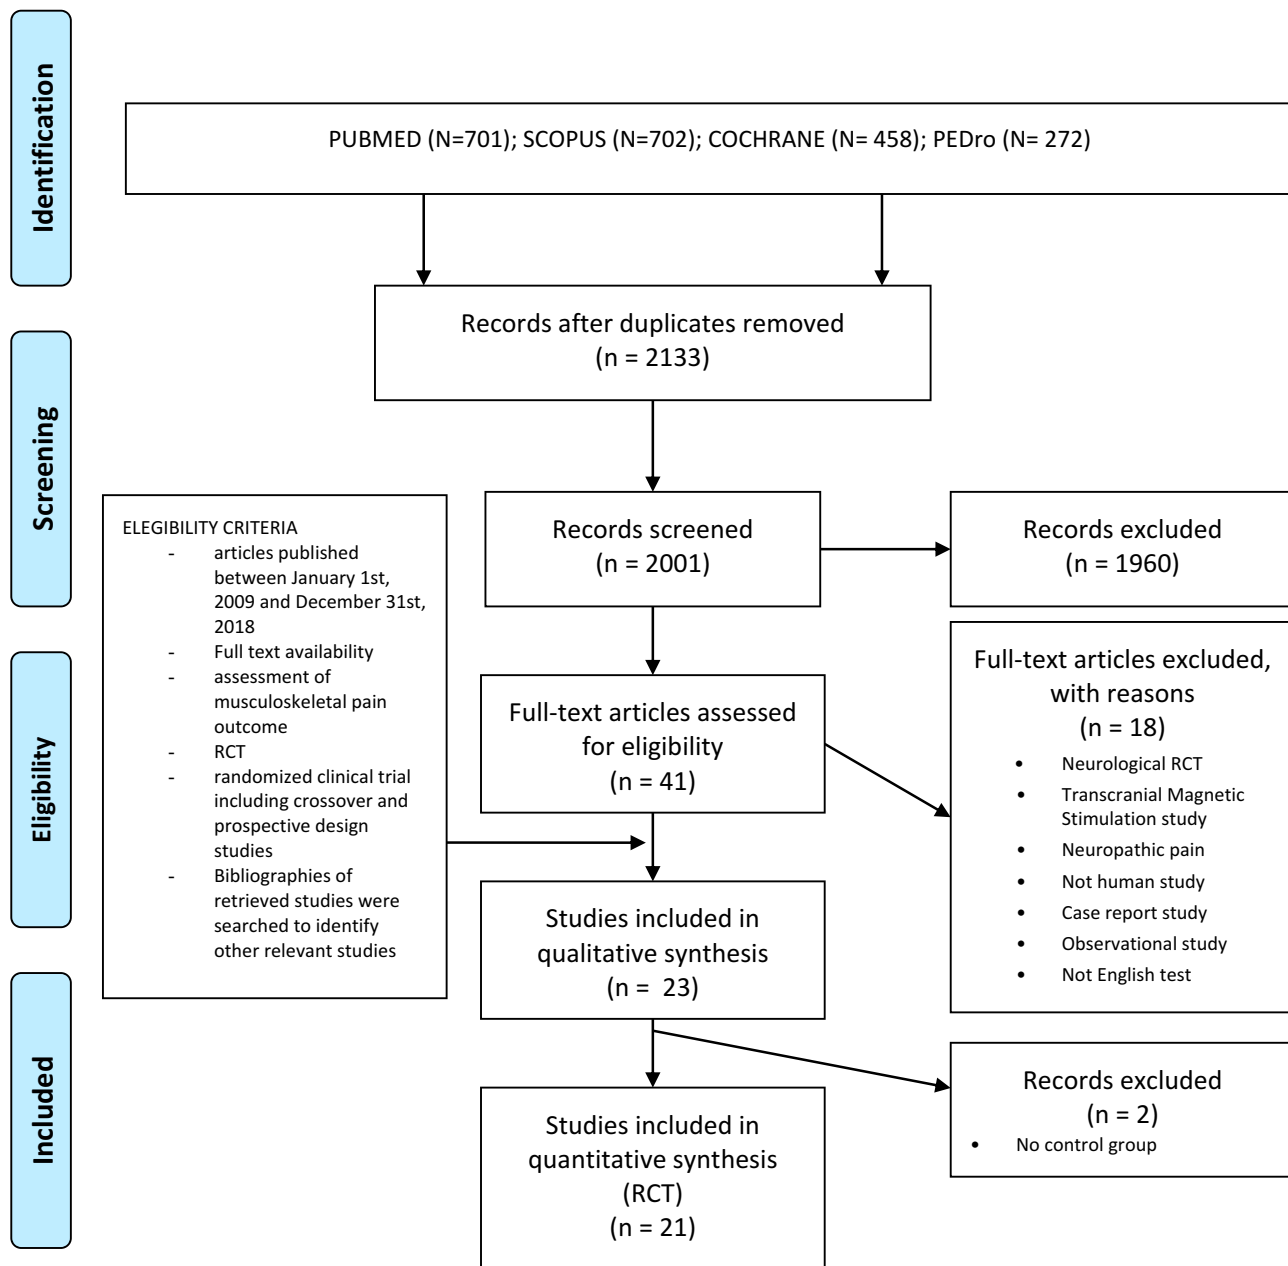 Identification
PUBMED (N=701); SCOPUS (N=702); COCHRANE (N= 458); PEDro (N= 272)
Records after duplicates removed
(n = 2133)
Screening
Records screened
(n = 2001)
Records excluded
(n = 1960)
ELEGIBILITY CRITERIA
- articles published
between January 1st,
2009 and December 31st,
2018
- Full text availability
- assessment of
musculoskeletal pain
outcome
- RCT
- randomized clinical trial
including crossover and
prospective design
studies
- Bibliographies of
retrieved studies were
searched to identify
other relevant studies
Eligibility
Full-text articles assessed
for eligibility
(n = 41)
Full-text articles excluded,
with reasons
(n = 18)
• Neurological RCT
• Transcranial Magnetic
Stimulation study
• Neuropathic pain
• Not human study
• Case report study
• Observational study
• Not English test
Studies included in
qualitative synthesis
(n = 23)
Included
Records excluded
(n = 2)
• No control group
Studies included in
quantitative synthesis
(RCT)
(n = 21)